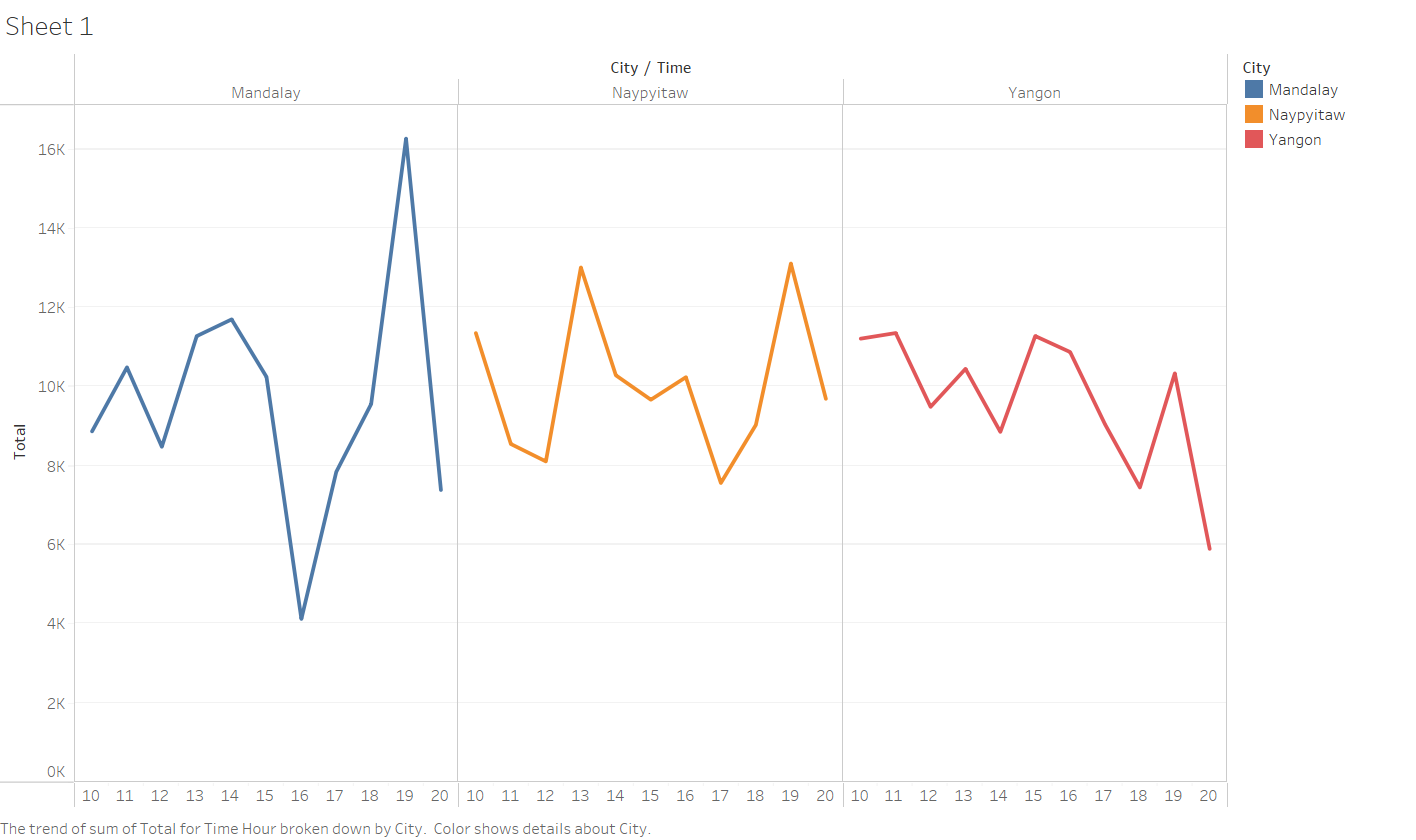 Sheet 1
City / Time
Mandalay Naypyitaw Yangon
City
Mandalay
Naypyitaw
Yangon
Total
16K
14K
12K
10K
8K
6K
4K
2K
0K
10 11 12 13 14 15 16 17 18 19 20 10 11 12 13 14 15 16 17 18 19 20 10 11 12 13 14 15 16 17 18 19 20
The trend of sum of Total for Time Hour broken down by City. Color shows details about City.